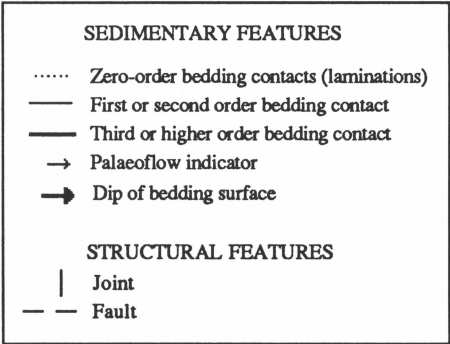 SEDIMENTARY FEATURES
Zero-order bedding contacts (laminations)
First or second order bedding contact
Third or higher order bedding contact
Palaeoflow indicator
Dip of bedding surface
STRUCTURAL FEATURES
Joint
Fault